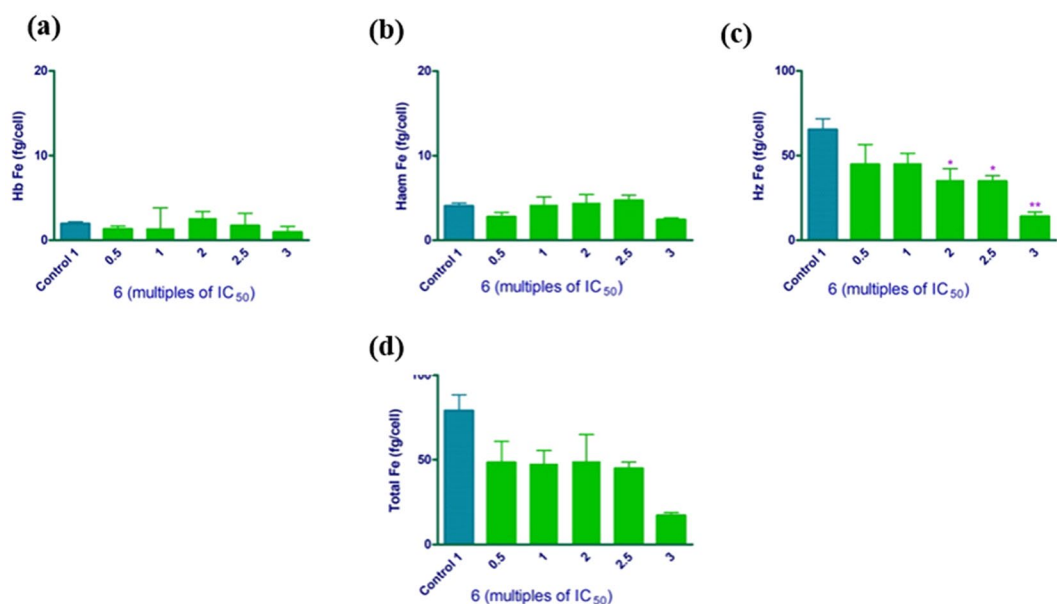 (a)
20
10
0
Hb Fe (fg/cell)
Control 1
0.5
1
2
2.5
3
6 (multiples of IC50)
(b)
20
10
0
Haem Fe (fg/cell)
Control 1
0.5
1
2
2.5
3
6 (multiples of IC50)
(c)
100
50
0
Hz Fe (fg/cell)
*
*
**
Control 1
0.5
1
2
2.5
3
6 (multiples of IC50)
(d)
100
50
0
Total Fe (fg/cell)
Control 1
0.5
1
2
2.5
3
6 (multiples of IC50)